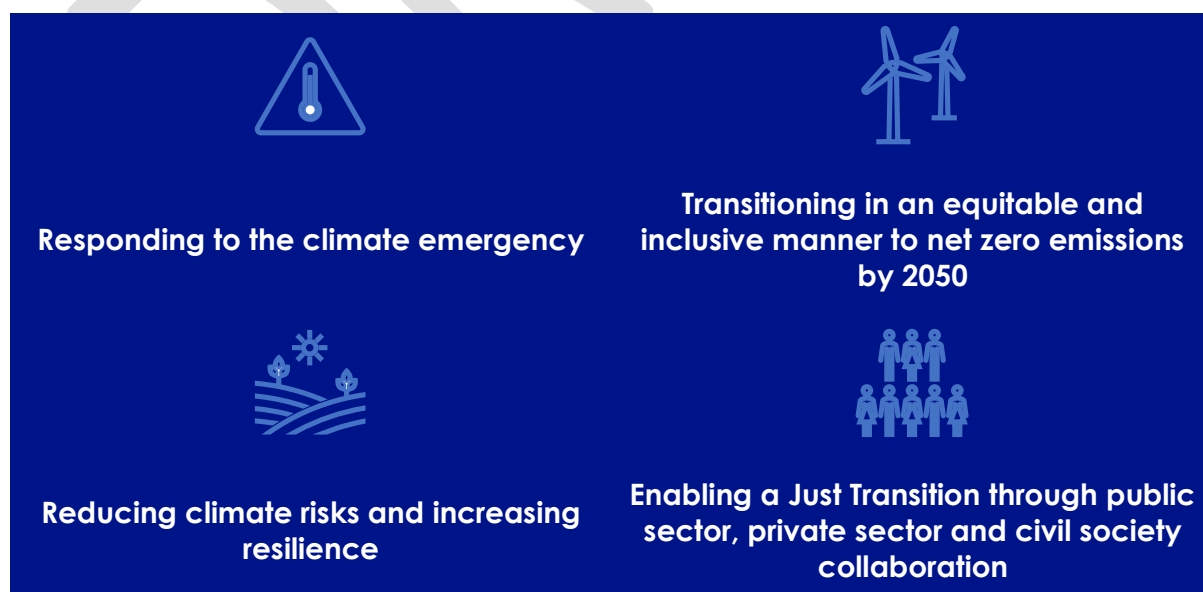 Responding to the climate emergency
Transitioning in an equitable and
inclusive manner to net zero emissions
by 2050
Reducing climate risks and increasing
resilience
Enabling a Just Transition through public
sector, private sector and civil society
collaboration